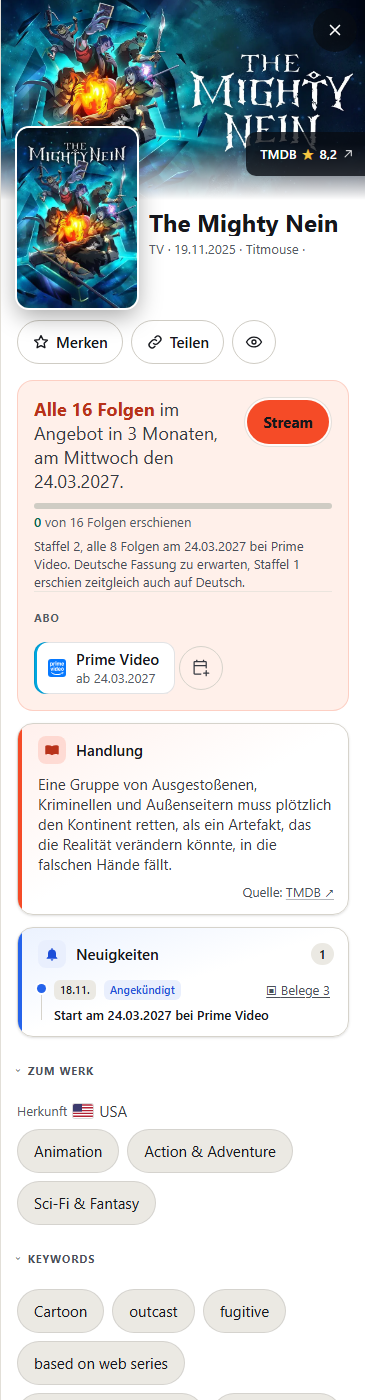 THE
MIGHTY
NEIN
TMDB ★ 8,2 ↗
THE MIGHTY NEIN
The Mighty Nein
TV · 19.11.2025 · Titmouse ·
Merken
Teilen
Alle 16 Folgen im
Angebot in 3 Monaten,
am Mittwoch den
24.03.2027.
Stream
0 von 16 Folgen erschienen
Staffel 2, alle 8 Folgen am 24.03.2027 bei Prime
Video. Deutsche Fassung zu erwarten, Staffel 1
erschien zeitgleich auch auf Deutsch.
ABO
prime video
Prime Video
ab 24.03.2027
Handlung
Eine Gruppe von Ausgestoßenen,
Kriminellen und Außenseitern muss plötzlich
den Kontinent retten, als ein Artefakt, das
die Realität verändern könnte, in die
falschen Hände fällt.
Quelle: TMDB ↗
Neuigkeiten
1
18.11. Angekündigt
Belege 3
Start am 24.03.2027 bei Prime Video
ZUM WERK
Herkunft USA
Animation
Action & Adventure
Sci-Fi & Fantasy
KEYWORDS
Cartoon
outcast
fugitive
based on web series